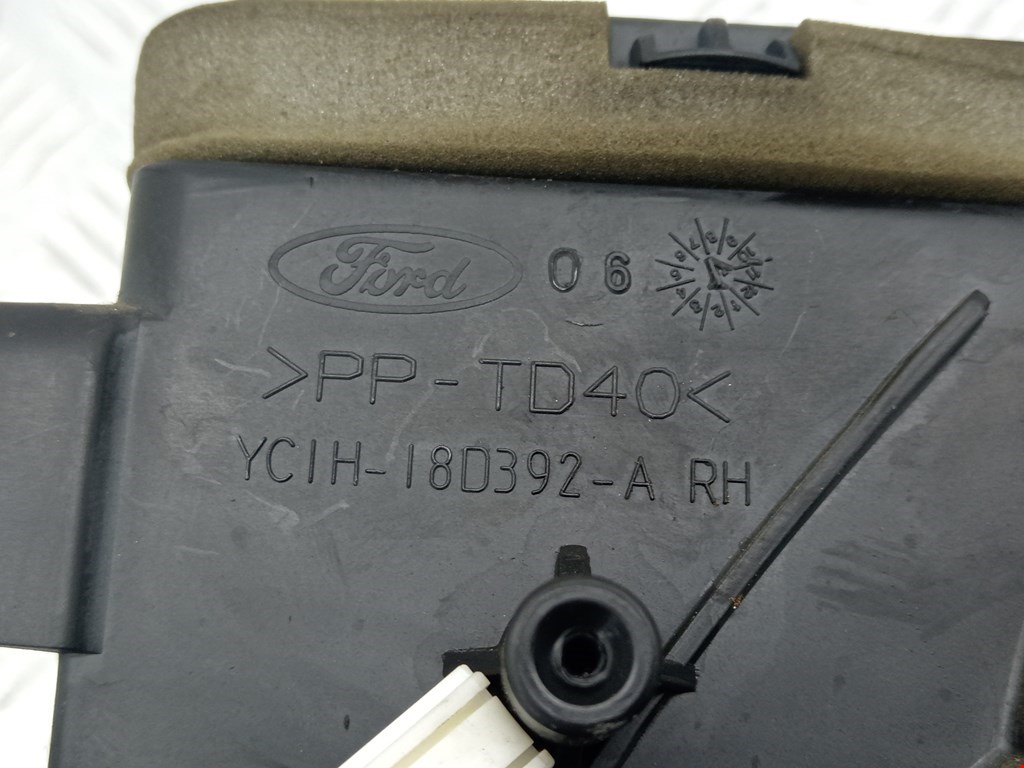 Ford 06
>PP-TD40<
YC1H-18D392-A RH